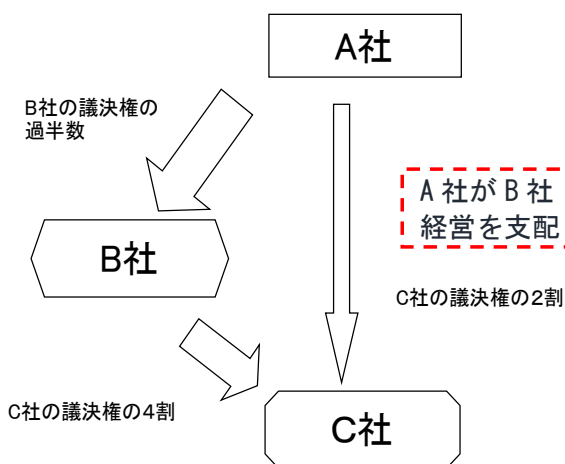 A社
B社の議決権の
過半数
A社がB社
経営を支配
B社
C社の議決権の2割
C社の議決権の4割
C社